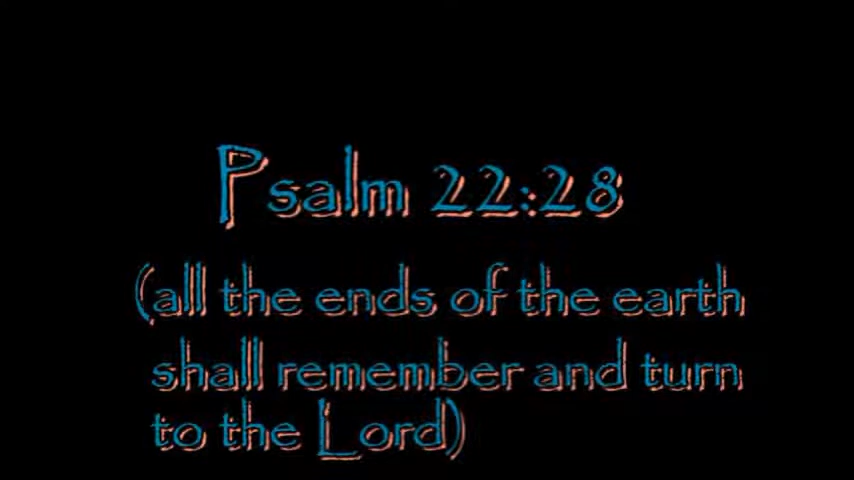 Psalm 22:28
(all the ends of the earth
shall remember and turn
to the Lord)